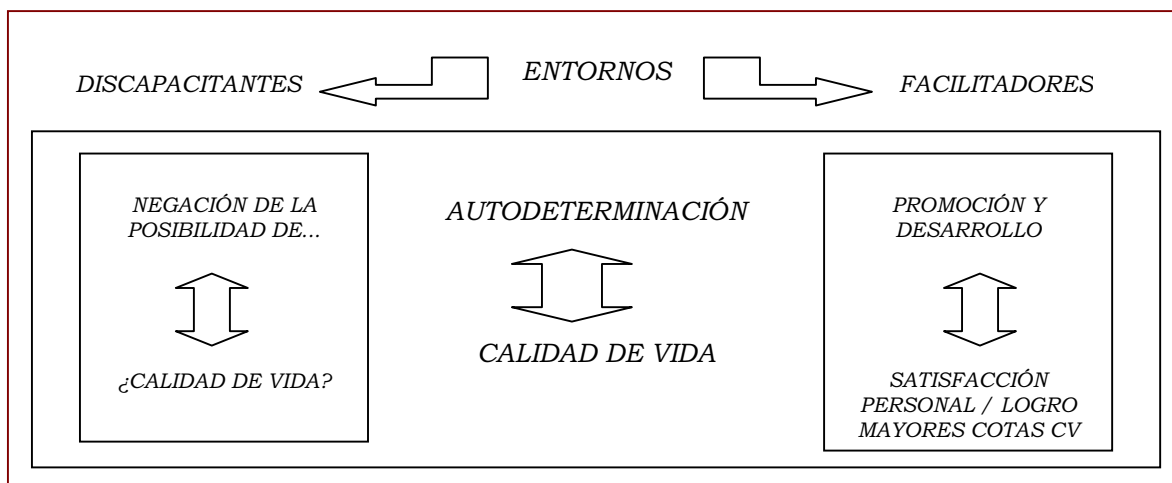 ENTORNOS
DISCAPACITANTES
FACILITADORES
NEGACIÓN DE LA
POSIBILIDAD DE...
¿CALIDAD DE VIDA?
AUTODETERMINACIÓN
CALIDAD DE VIDA
PROMOCIÓN Y
DESARROLLO
SATISFACCIÓN
PERSONAL / LOGRO
MAYORES COTAS CV